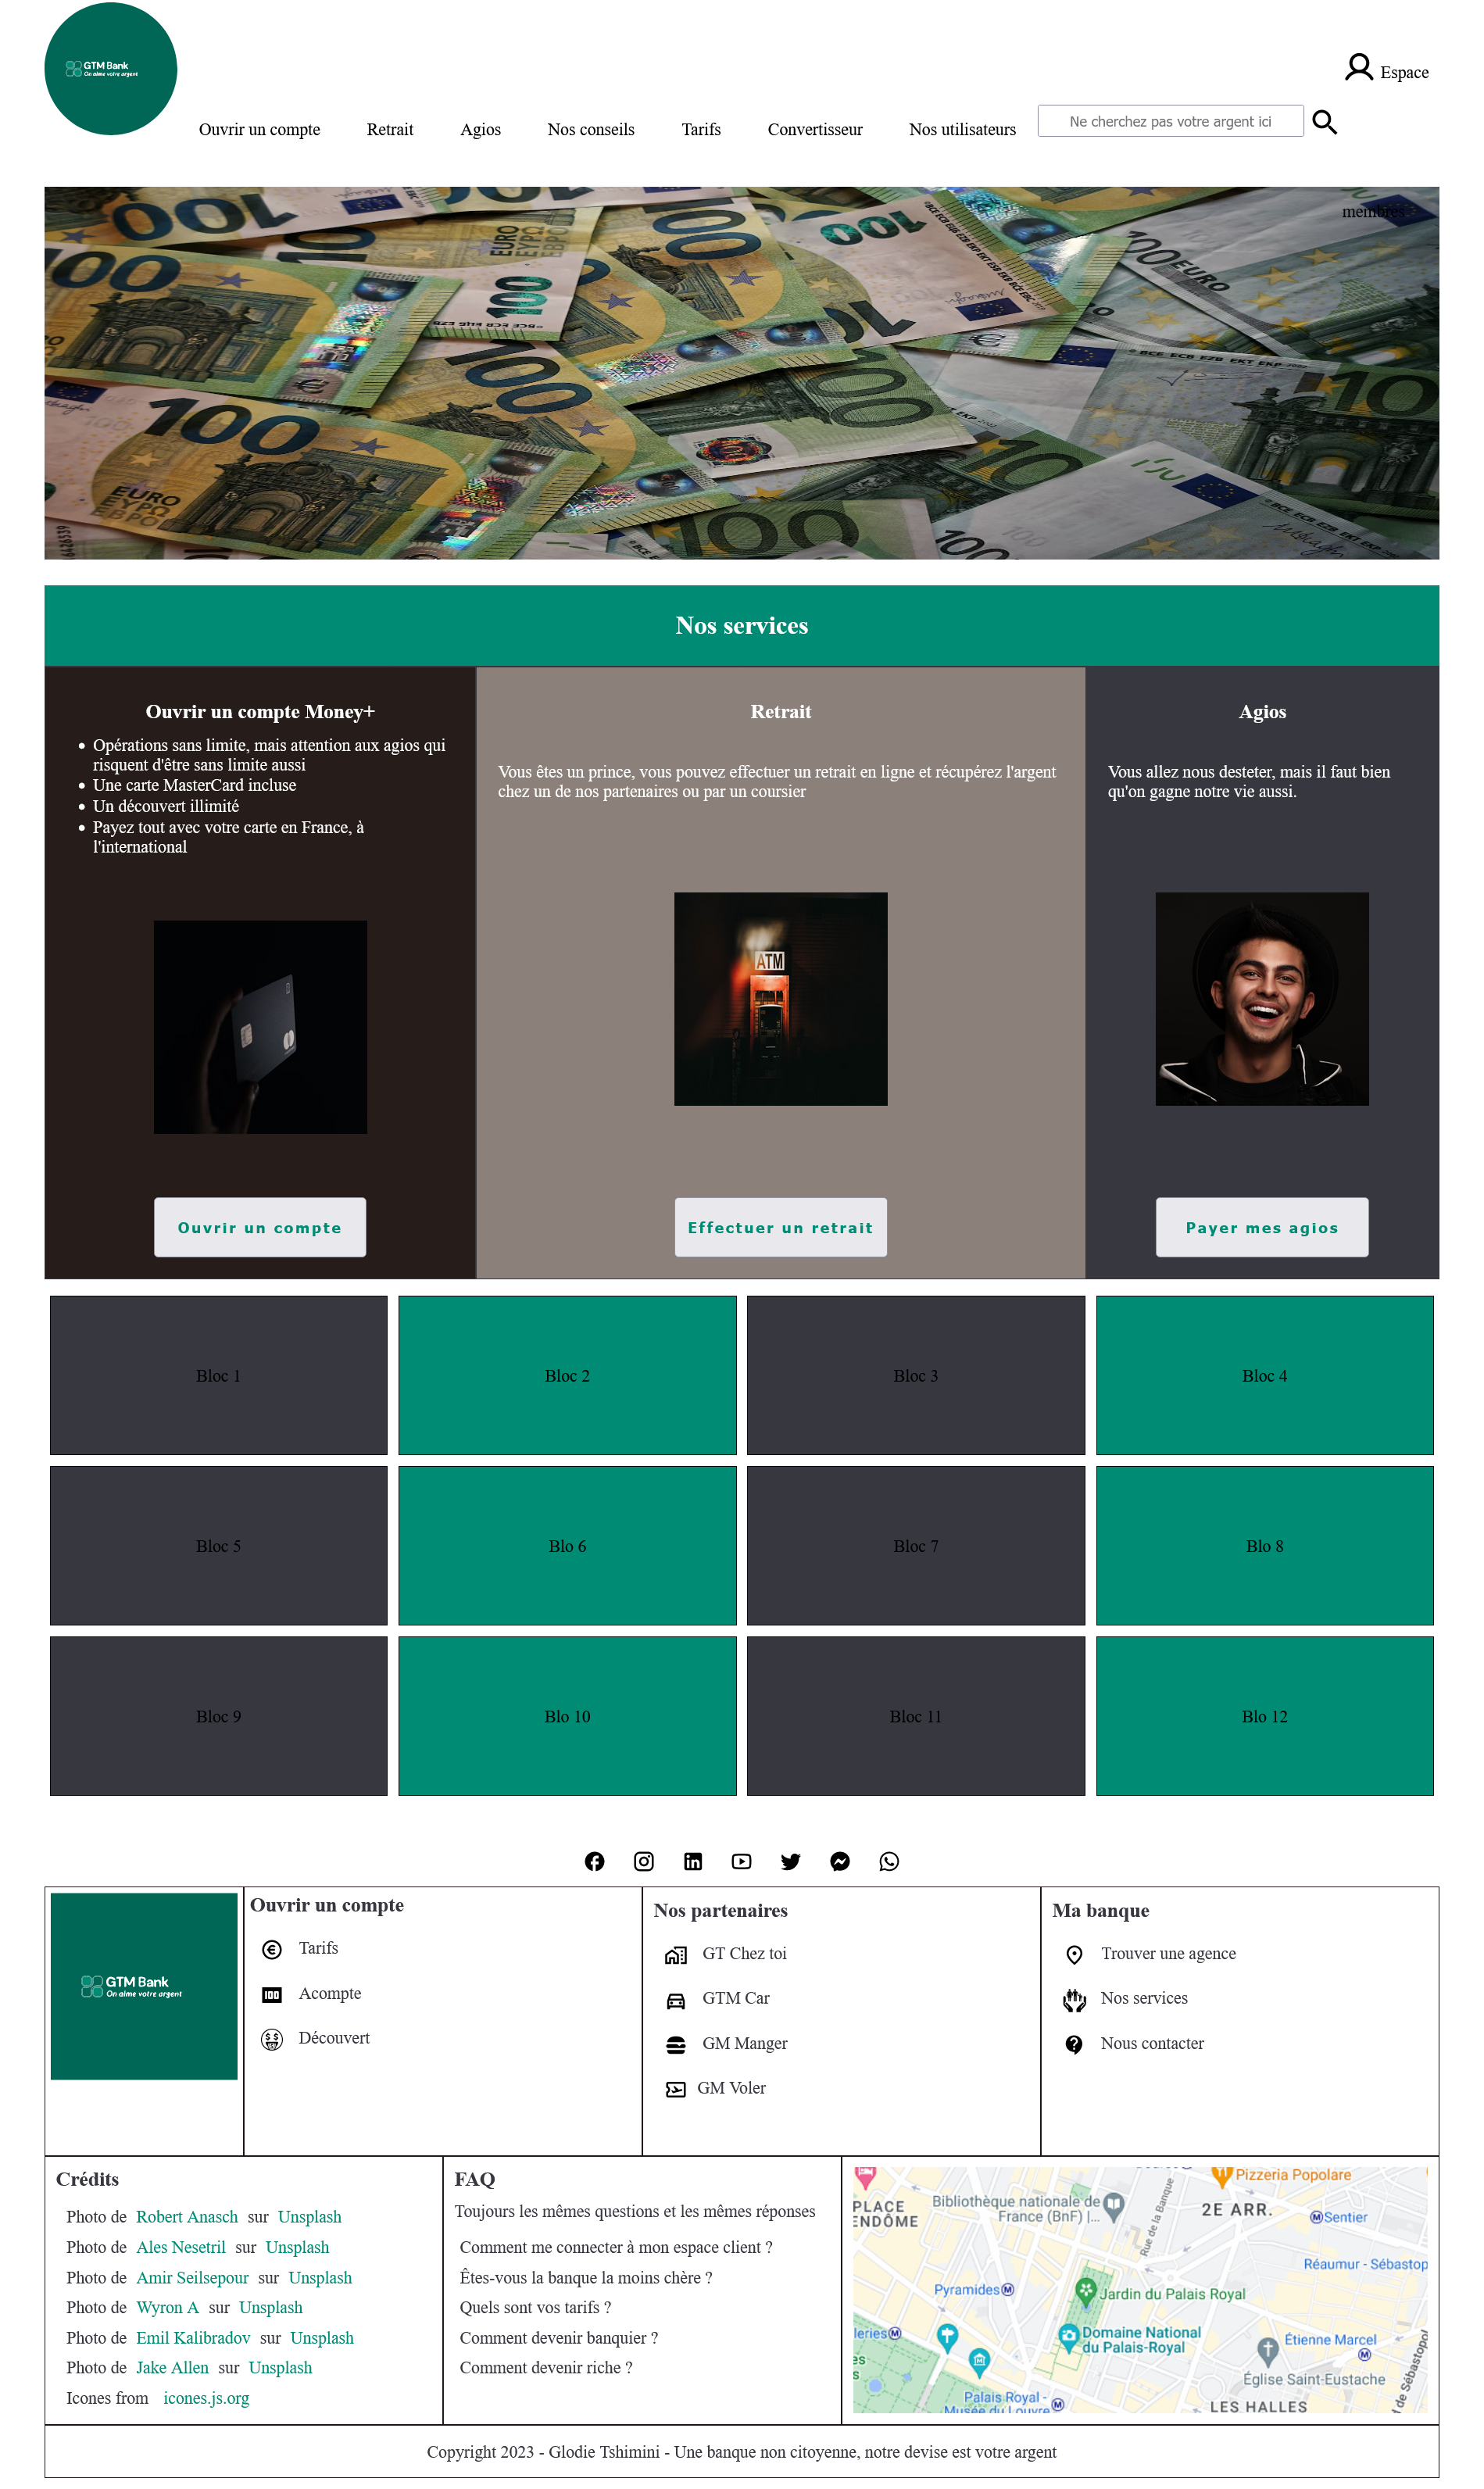 GTM Bank
On aime votre argent
Espace
Ouvrir un compte
Retrait
Agios
Nos conseils
Tarifs
Convertisseur
Nos utilisateurs
Ne cherchez pas votre argent ici
membres
100
EURO
ΕΥΡΩ
100
100
100
EURO
100
100
EURO
ΕΥΡΩ
100
100
Nos services
Ouvrir un compte Money+
Opérations sans limite, mais attention aux agios qui
risquent d'être sans limite aussi
Une carte MasterCard incluse
Un découvert illimité
Payez tout avec votre carte en France, à
l'international
Ouvrir un compte
Retrait
Vous êtes un prince, vous pouvez effectuer un retrait en ligne et récupérez l'argent
chez un de nos partenaires ou par un coursier
ATM
Effectuer un retrait
Agios
Vous allez nous desteter, mais il faut bien
qu'on gagne notre vie aussi.
Payer mes agios
Bloc 1
Bloc 2
Bloc 3
Bloc 4
Bloc 5
Blo 6
Bloc 7
Blo 8
Bloc 9
Blo 10
Bloc 11
Blo 12
GTM Bank
On aime votre argent
Ouvrir un compte
Tarifs
Acompte
Découvert
Nos partenaires
GT Chez toi
GTM Car
GM Manger
GM Voler
Ma banque
Trouver une agence
Nos services
Nous contacter
Crédits
Photo de Robert Anasch sur Unsplash
Photo de Ales Nesetril sur Unsplash
Photo de Amir Seilsepour sur Unsplash
Photo de Wyron A sur Unsplash
Photo de Emil Kalibradov sur Unsplash
Photo de Jake Allen sur Unsplash
Icones from icones.js.org
FAQ
Toujours les mêmes questions et les mêmes réponses
Comment me connecter à mon espace client ?
Êtes-vous la banque la moins chère ?
Quels sont vos tarifs ?
Comment devenir banquier ?
Comment devenir riche ?
Pizzeria Popolare
PLACE
ENDÔME
Bibliothèque nationale de
France (BnF) |...
Rue de la Banque
2E ARR.
Sentier
Réaumur - Sébastop
Pyramides
Jardin du Palais Royal
leries
Domaine National
du Palais-Royal
Étienne Marcel
Église Saint-Eustache
Palais Royal -
Musée du Louvre
LES HALLES
d de Sébastopol
Copyright 2023 - Glodie Tshimini - Une banque non citoyenne, notre devise est votre argent